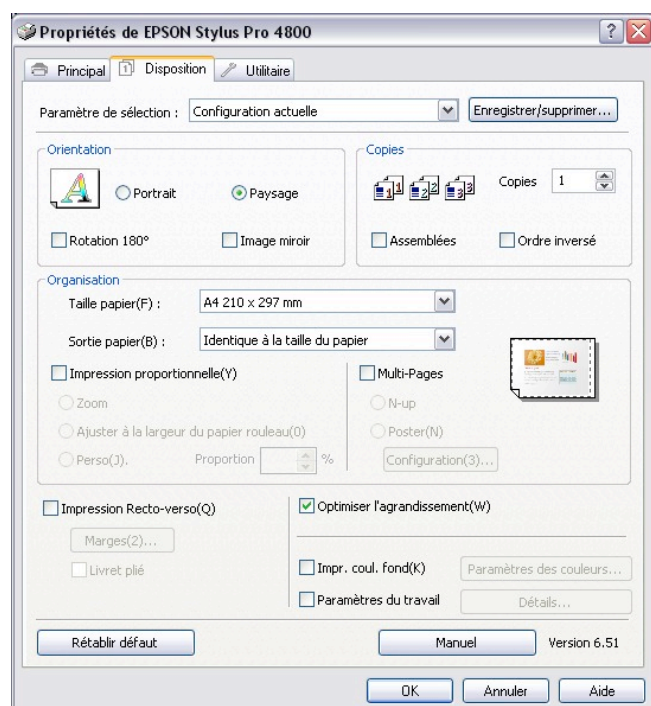 Propriétés de EPSON Stylus Pro 4800
Principal Disposition Utilitaire
Paramètre de sélection : Configuration actuelle Enregistrer/supprimer...
Orientation
Portrait Paysage
Rotation 180° Image miroir
Copies
Copies 1
Assemblées Ordre inversé
Organisation
Taille papier(F) : A4 210 x 297 mm
Sortie papier(B) : Identique à la taille du papier
Impression proportionnelle(Y)
Zoom
Ajuster à la largeur du papier rouleau(0)
Perso(J). Proportion %
Multi-Pages
N-up
Poster(N)
Configuration(3)...
Impression Recto-verso(Q)
Marges(2)...
Livret plié
Optimiser l'agrandissement(W)
Impr. coul. fond(K) Paramètres des couleurs...
Paramètres du travail Détails...
Rétablir défaut Manuel Version 6.51
OK Annuler Aide